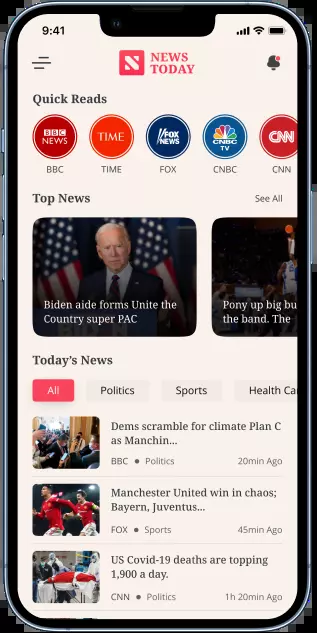 9:41
NEWS
TODAY
Quick Reads
BBC
NEWS
TIME
FOX
NEWS
CNBC
TV
CNN
BBC
TIME
FOX
CNBC
CNN
Top News
See All
Biden aide forms Unite the
Country super PAC
Pony up big bu
the band. The
Today's News
All
Politics
Sports
Health Car
Dems scramble for climate Plan C
as Manchin...
BBC • Politics
20min Ago
Manchester United win in chaos;
Bayern, Juventus...
FOX • Sports
45min Ago
US Covid-19 deaths are topping
1,900 a day.
CNN • Politics
1h 20min Ago